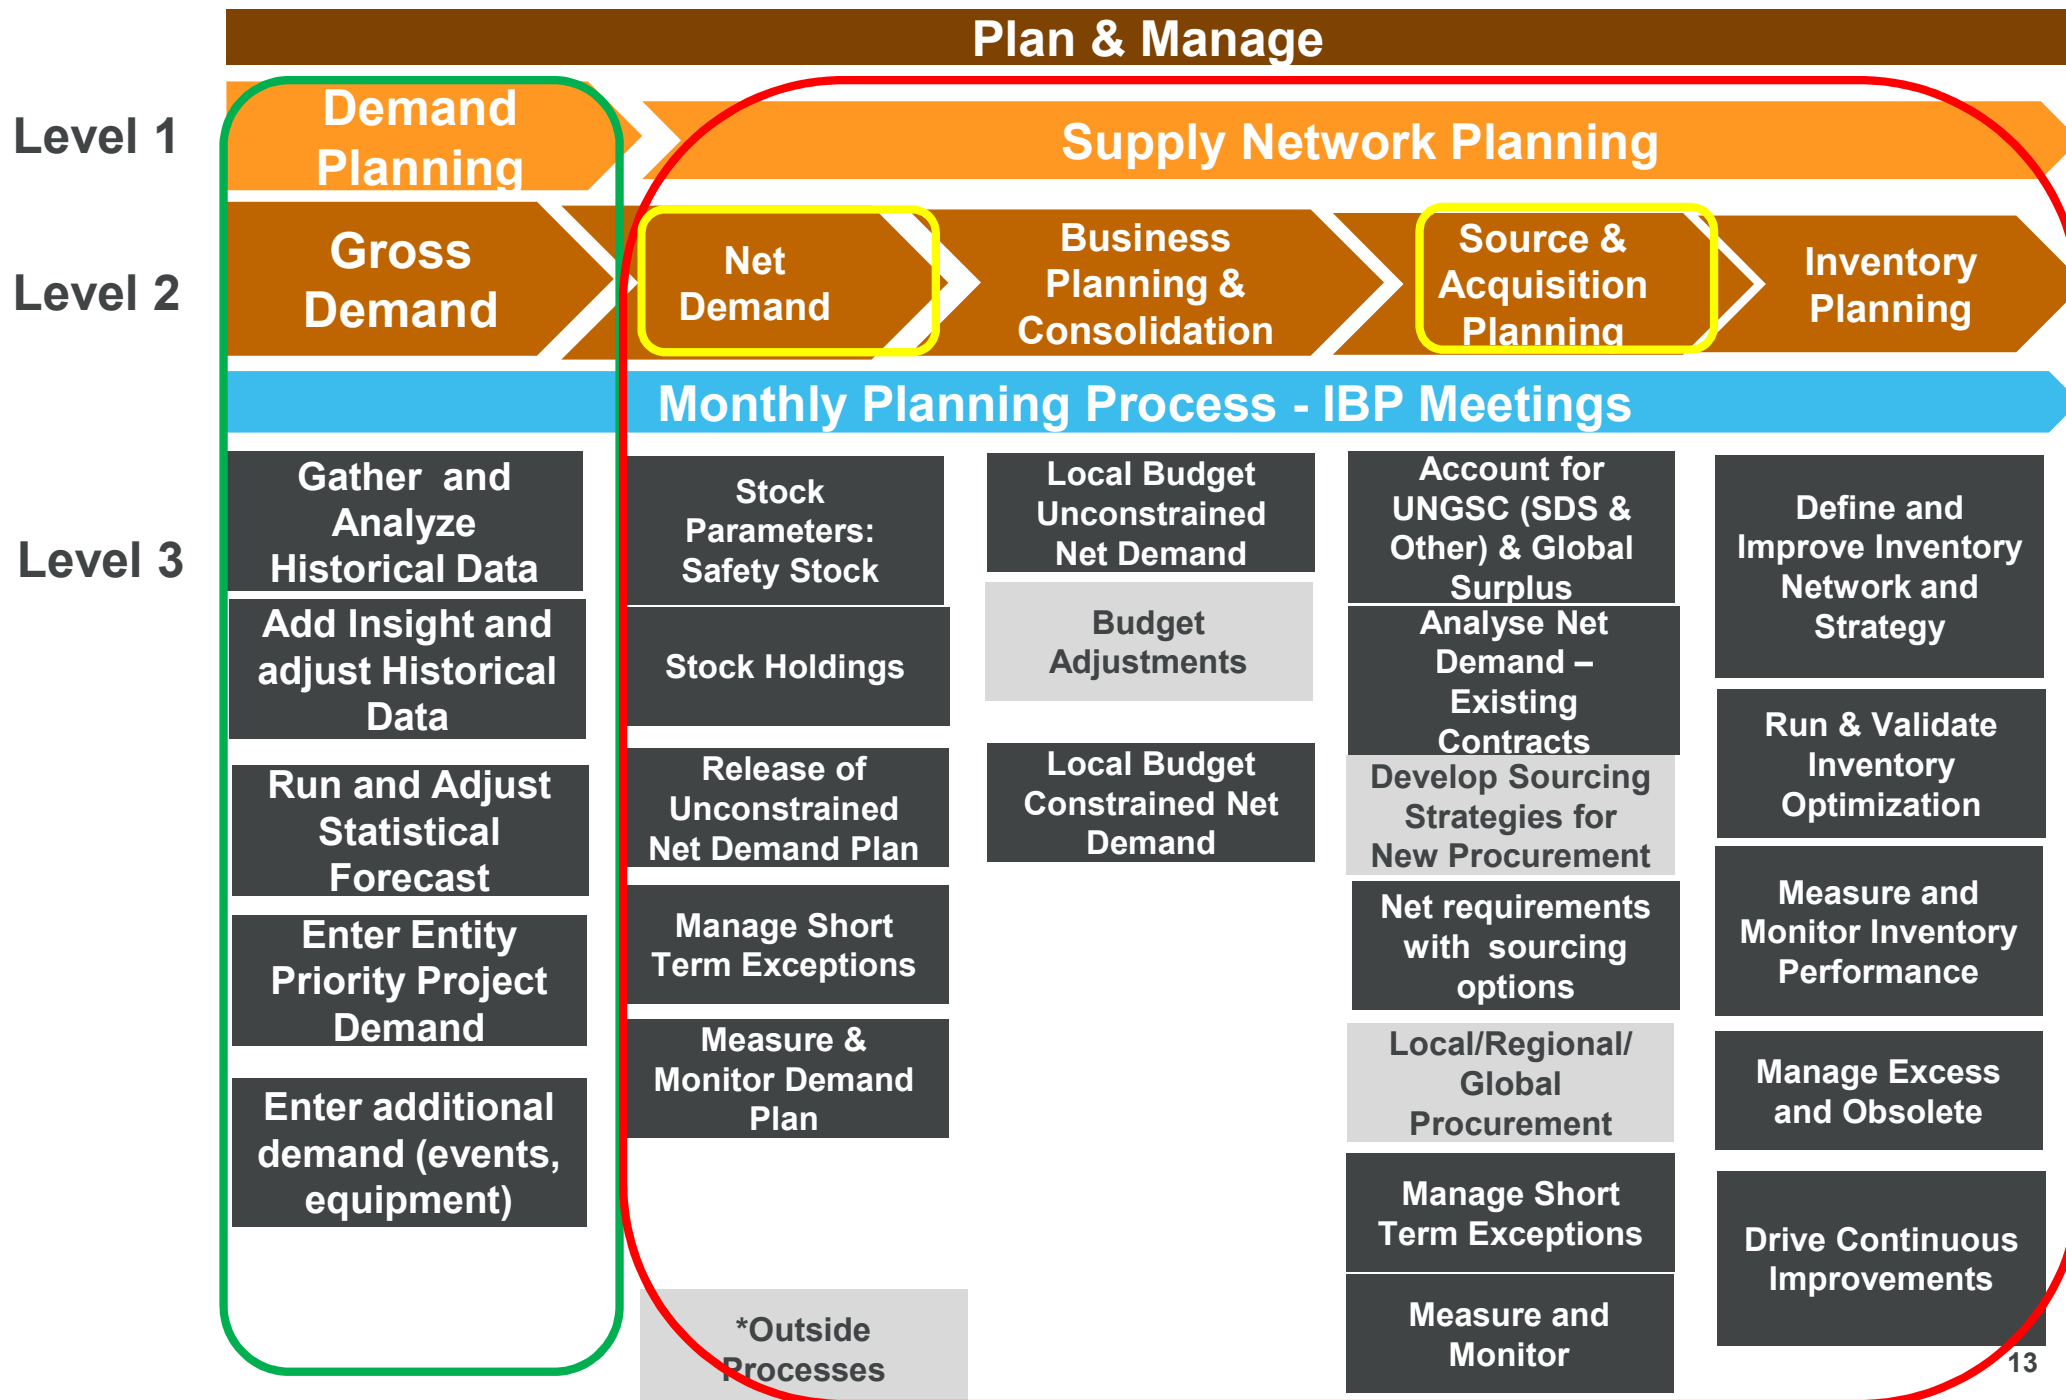 Plan & Manage
Level 1
Demand
Planning
Supply Network Planning
Level 2
Gross
Demand
Net
Demand
Business
Planning &
Consolidation
Source &
Acquisition
Planning
Inventory
Planning
Monthly Planning Process - IBP Meetings
Level 3
Gather and
Analyze
Historical Data
Add Insight and
adjust Historical
Data
Run and Adjust
Statistical
Forecast
Enter Entity
Priority Project
Demand
Enter additional
demand (events,
equipment)
Stock
Parameters:
Safety Stock
Stock Holdings
Release of
Unconstrained
Net Demand Plan
Manage Short
Term Exceptions
Measure &
Monitor Demand
Plan
*Outside
Processes
Local Budget
Unconstrained
Net Demand
Budget
Adjustments
Local Budget
Constrained Net
Demand
Account for
UNGSC (SDS &
Other) & Global
Surplus
Analyse Net
Demand –
Existing
Contracts
Develop Sourcing
Strategies for
New Procurement
Net requirements
with sourcing
options
Local/Regional/
Global
Procurement
Manage Short
Term Exceptions
Measure and
Monitor
Define and
Improve Inventory
Network and
Strategy
Run & Validate
Inventory
Optimization
Measure and
Monitor Inventory
Performance
Manage Excess
and Obsolete
Drive Continuous
Improvements
13